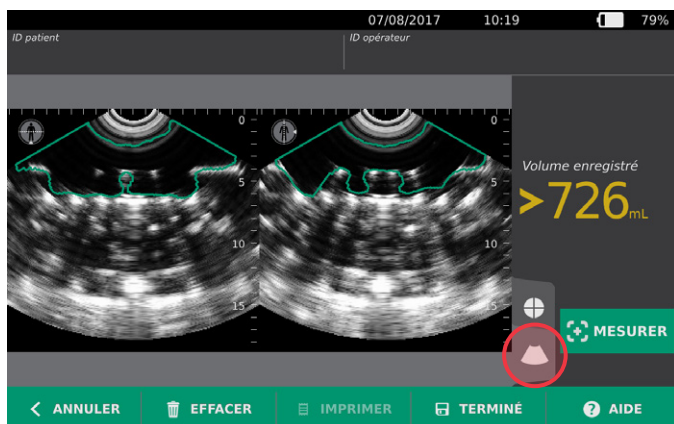 07/08/2017 10:19 79%
ID patient ID opérateur
0 0
Volume enregistré
5 5
>726mL
10 10
15 15
MESURER
ANNULER EFFACER IMPRIMER TERMINÉ ? AIDE